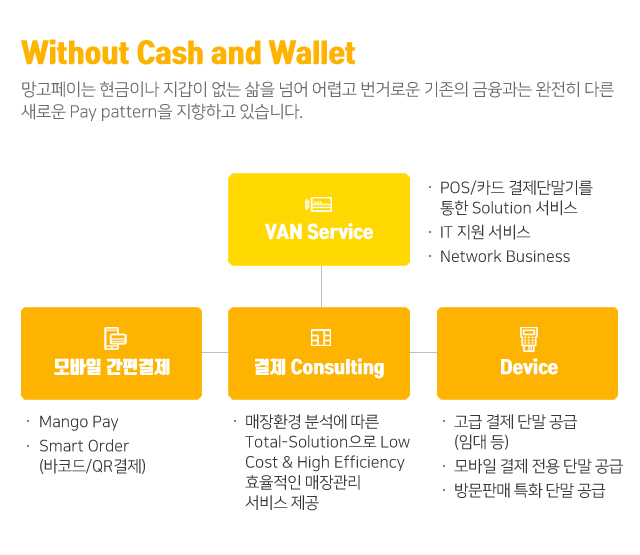 Without Cash and Wallet
망고페이는 현금이나 지갑이 없는 삶을 넘어 어렵고 번거로운 기존의 금융과는 완전히 다른
새로운 Pay pattern을 지향하고 있습니다.
VAN Service
· POS/카드 결제단말기를
통한 Solution 서비스
· IT 지원 서비스
· Network Business
모바일 간편결제
· Mango Pay
· Smart Order
(바코드/QR결제)
결제 Consulting
· 매장환경 분석에 따른
Total-Solution으로 Low
Cost & High Efficiency
효율적인 매장관리
서비스 제공
Device
· 고급 결제 단말 공급
(임대 등)
· 모바일 결제 전용 단말 공급
· 방문판매 특화 단말 공급